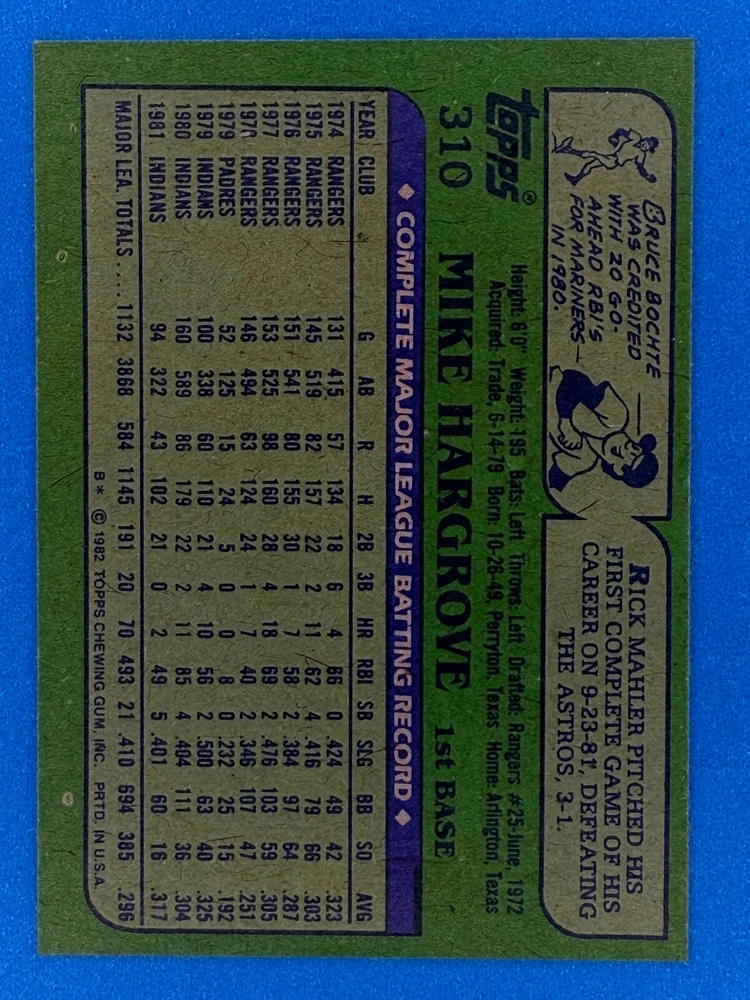 BRUCE BOCHTE
WAS CREDITED
WITH 20 GO-
AHEAD RBI'S
FOR MARINERS—
IN 1980.
RICK MAHLER PITCHED HIS
FIRST COMPLETE GAME OF HIS
CAREER ON 9-23-81, DEFEATING
THE ASTROS, 3-1.
topps®
310
Height: 6'0" Weight: 195 Bats: Left Throws: Left Drafted: Rangers #25-June, 1972
Acquired: Trade, 6-14-79 Born: 10-26-49, Perryton, Texas Home: Arlington, Texas
MIKE HARGROVE 1st BASE
♦ COMPLETE MAJOR LEAGUE BATTING RECORD ♦
YEAR CLUB G AB R H 2B 3B HR RBI SB SLG BB SO AVG
1974 RANGERS 131 415 57 134 18 6 4 66 0 .424 49 42 .323
1975 RANGERS 145 519 82 157 22 2 11 62 4 .416 79 66 .303
1976 RANGERS 151 541 80 155 30 1 7 58 2 .384 97 64 .287
1977 RANGERS 153 525 98 160 28 4 18 69 2 .476 103 59 .305
1978 RANGERS 146 494 63 124 24 1 7 40 2 .346 107 47 .251
1979 PADRES 52 125 15 24 5 0 0 8 0 .232 25 15 .192
1979 INDIANS 100 338 60 110 21 4 10 56 2 .500 63 40 .325
1980 INDIANS 160 589 86 179 22 2 11 85 4 .404 111 36 .304
1981 INDIANS 94 322 43 102 21 0 2 49 5 .401 60 16 .317
MAJOR LEA. TOTALS .... 1132 3868 584 1145 191 20 70 493 21 .410 694 385 .296
B* © 1982 TOPPS CHEWING GUM, INC. PRTD. IN U.S.A.